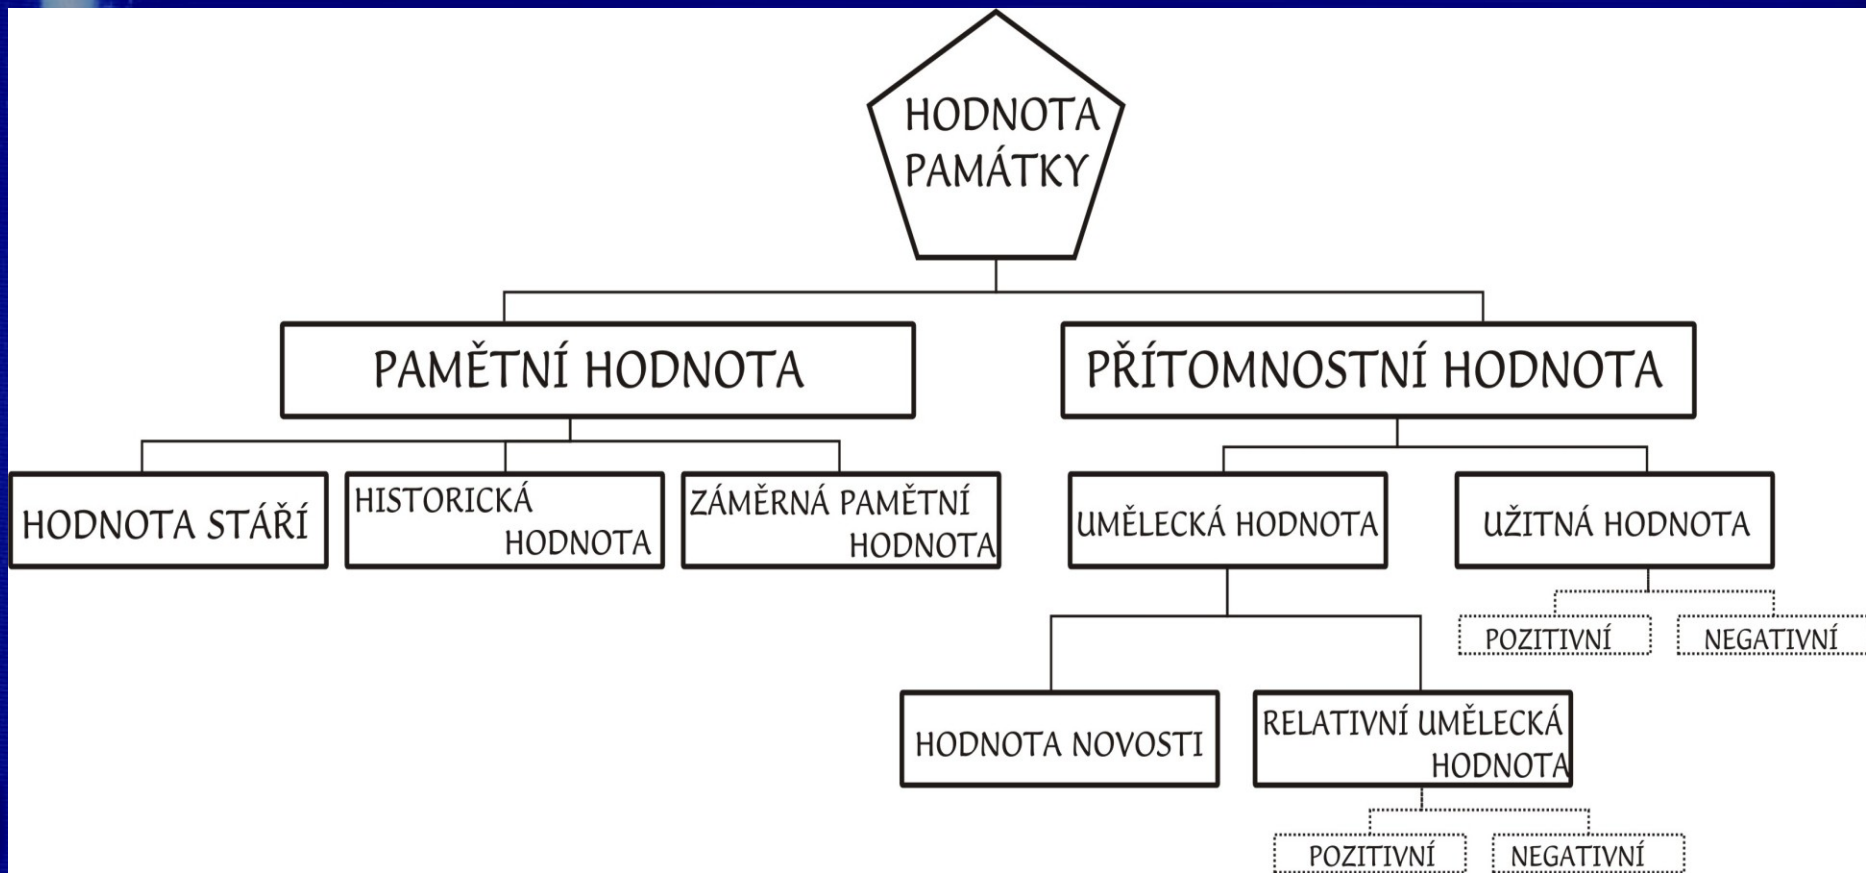 HODNOTA
PAMÁTKY
PAMĚTNÍ HODNOTA
PŘÍTOMNOSTNÍ HODNOTA
HODNOTA STÁŘÍ
HISTORICKÁ
HODNOTA
ZÁMĚRNÁ PAMĚTNÍ
HODNOTA
UMĚLECKÁ HODNOTA
UŽITNÁ HODNOTA
POZITIVNÍ
NEGATIVNÍ
HODNOTA NOVOSTI
RELATIVNÍ UMĚLECKÁ
HODNOTA
POZITIVNÍ
NEGATIVNÍ